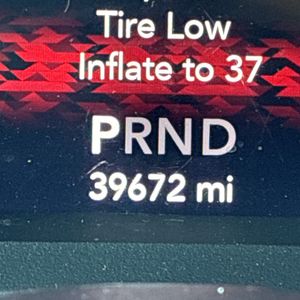 Tire Low
Inflate to 37
PRND
39672 mi